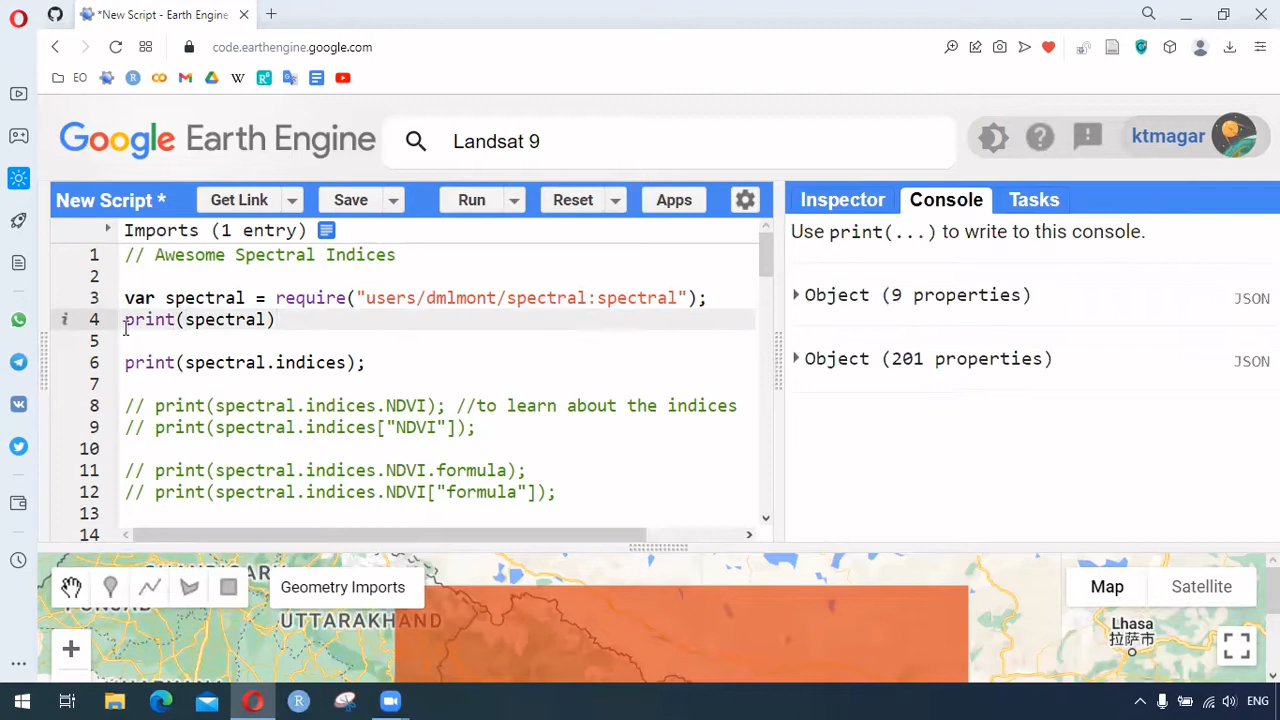 *New Script - Earth Engine
code.earthengine.google.com
EO
Google Earth Engine
Landsat 9
ktmagar
New Script *
Get Link
Save
Run
Reset
Apps
Inspector
Console
Tasks
Imports (1 entry)
1 // Awesome Spectral Indices
2
3 var spectral = require("users/dmlmont/spectral:spectral");
4 print(spectral)
5
6 print(spectral.indices);
7
8 // print(spectral.indices.NDVI); //to learn about the indices
9 // print(spectral.indices["NDVI"]);
10
11 // print(spectral.indices.NDVI.formula);
12 // print(spectral.indices.NDVI["formula"]);
13
14
Use print(...) to write to this console.
Object (9 properties)
JSON
Object (201 properties)
JSON
Geometry Imports
UTTARAKHAND
Map
Satellite
Lhasa
拉萨市
ENG